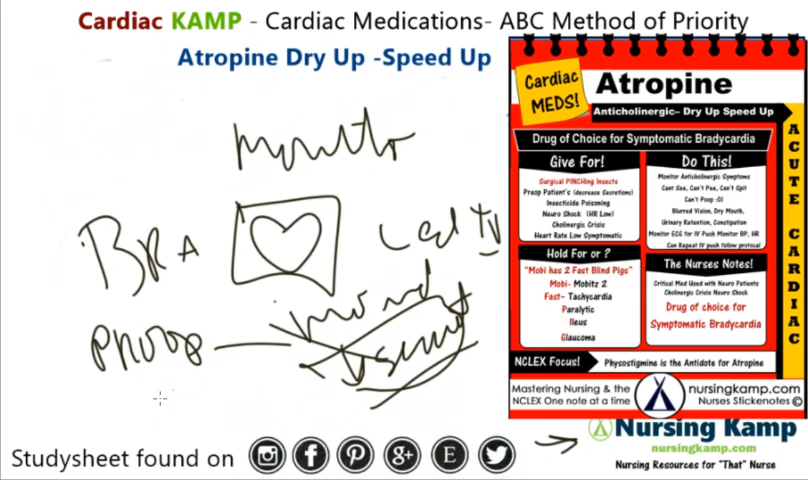 Cardiac KAMP - Cardiac Medications- ABC Method of Priority
Atropine Dry Up -Speed Up
BRA
Cardiac
MEDS!
Atropine
Anticholinergic- Dry Up Speed Up
Drug of Choice for Symptomatic Bradycardia
Give For!
Surgical PINCHing Insects
Preop Patient's (decrease Secretions)
Insecticide Poisoning
Neuro Shock (HR Low)
Cholinergic Crisis
Heart Rate Low Symptomatic
Do This!
Monitor Anticholinergic Symptoms
Cant See, Can't Pee, Can't Spit
Can't Poop :O!
Blurred Vision, Dry Mouth,
Urinary Retention, Constipation
Monitor ECG for IV Push Monitor BP, HR
Can Repeat IV push follow protocal
Hold For or ?
"Mobi has 2 Fast Blind Pigs"
Mobi- Mobitz 2
Fast- Tachycardia
Paralytic
Ileus
Glaucoma
The Nurses Notes!
Critical Med Used with Neuro Patients
Cholinergic Crisis Neuro Shock
Drug of choice for
Symptomatic Bradycardia
NCLEX Focus!
Physostigmine is the Antidote for Atropine
Mastering Nursing & the
NCLEX One note at a time
nursingkamp.com
Nurses Stickenotes ©
ACUTE CARDIAC
Nursing Kamp
nursingkamp.com
Nursing Resources for "That" Nurse
Studysheet found on